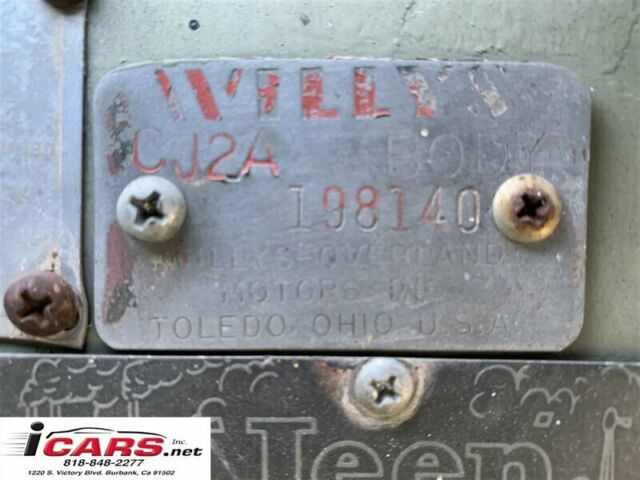 WILLYS
CJ2A BODY
198140
WILLYS-OVERLAND
MOTORS INC
TOLEDO OHIO U.S.A
Jeep
iCARS Inc.
.net
818-848-2277
1220 S. Victory Blvd. Burbank, Ca 91502